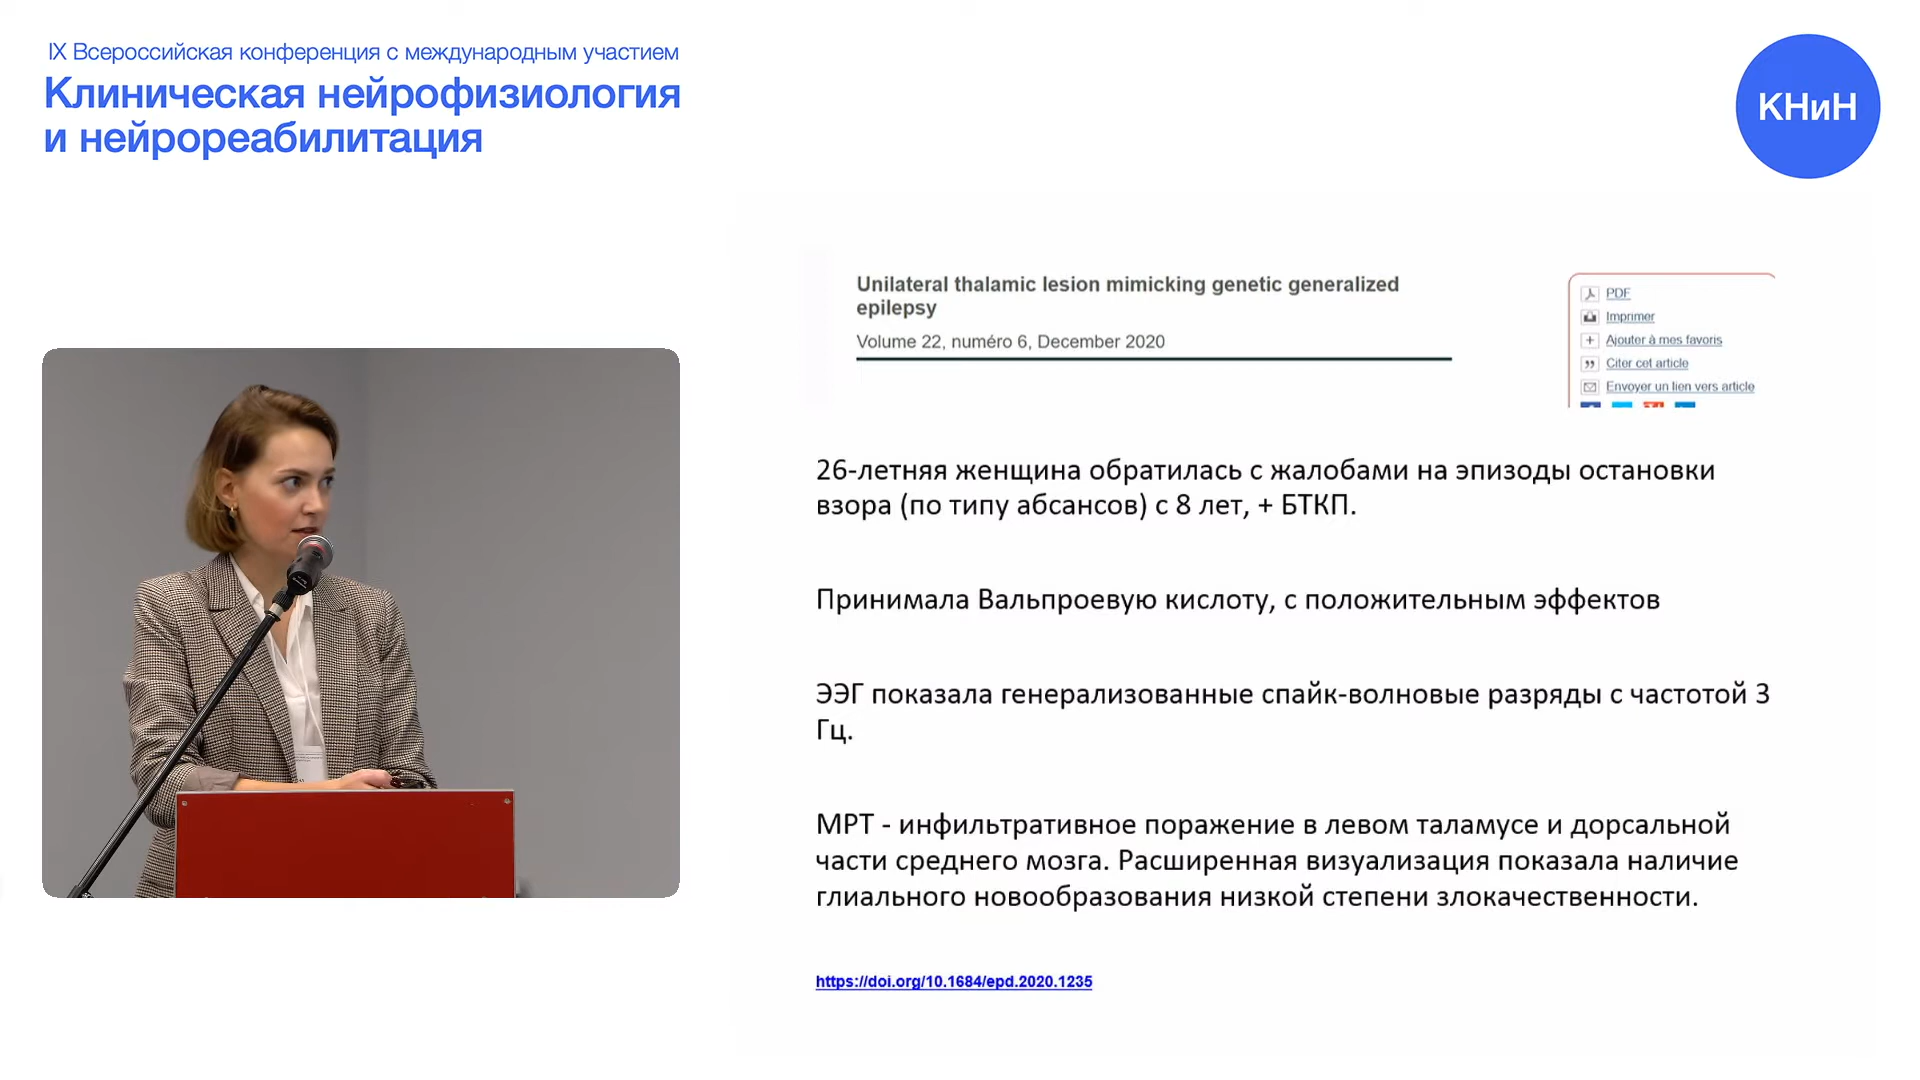 IX Всероссийская конференция с международным участием
Клиническая нейрофизиология
и нейрореабилитация
КНиН
Unilateral thalamic lesion mimicking genetic generalized
epilepsy
Volume 22, numéro 6, December 2020
PDF
Imprimer
Ajouter à mes favoris
Citer cet article
Envoyer un lien vers article
26-летняя женщина обратилась с жалобами на эпизоды остановки
взора (по типу абсансов) с 8 лет, + БТКП.
Принимала Вальпроевую кислоту, с положительным эффектов
ЭЭГ показала генерализованные спайк-волновые разряды с частотой 3
Гц.
МРТ - инфильтративное поражение в левом таламусе и дорсальной
части среднего мозга. Расширенная визуализация показала наличие
глиального новообразования низкой степени злокачественности.
https://doi.org/10.1684/epd.2020.1235